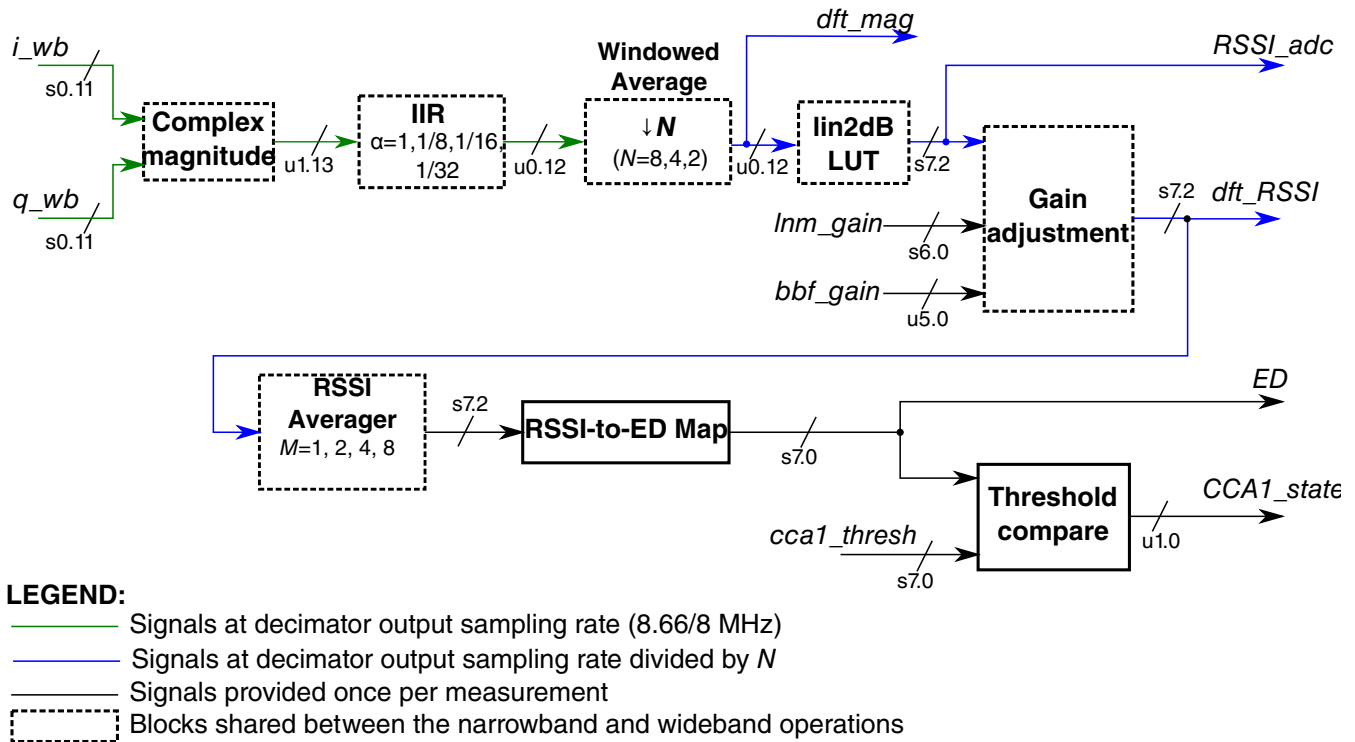 i_wb
s0.11
q_wb
s0.11
Complex
magnitude
u1.13
IIR
α=1,1/8,1/16,
1/32
u0.12
Windowed
Average
↓N
(N=8,4,2)
dft_mag
u0.12
lin2dB
LUT
s7.2
RSSI_adc
lnm_gain
s6.0
bbf_gain
u5.0
Gain
adjustment
s7.2
dft_RSSI
RSSI
Averager
M=1, 2, 4, 8
s7.2
RSSI-to-ED Map
s7.0
ED
cca1_thresh
s7.0
Threshold
compare
u1.0
CCA1_state
LEGEND:
Signals at decimator output sampling rate (8.66/8 MHz)
Signals at decimator output sampling rate divided by N
Signals provided once per measurement
Blocks shared between the narrowband and wideband operations